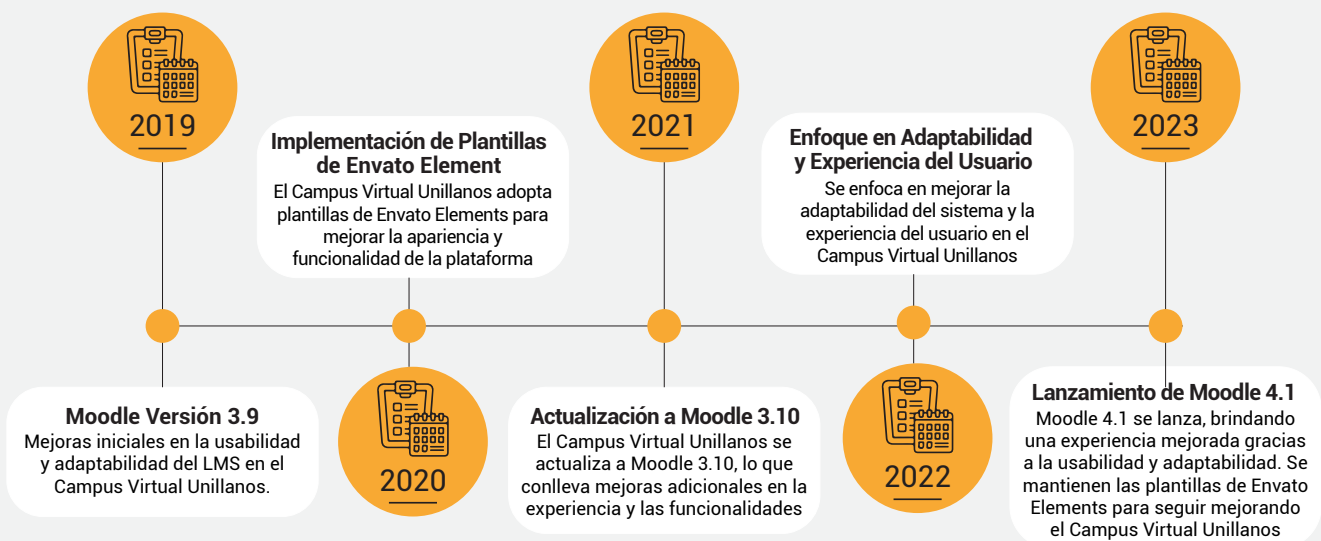 2019
Moodle Versión 3.9
Mejoras iniciales en la usabilidad
y adaptabilidad del LMS en el
Campus Virtual Unillanos.
Implementación de Plantillas
de Envato Element
El Campus Virtual Unillanos adopta
plantillas de Envato Elements para
mejorar la apariencia y
funcionalidad de la plataforma
2020
2021
Actualización a Moodle 3.10
El Campus Virtual Unillanos se
actualiza a Moodle 3.10, lo que
conlleva mejoras adicionales en la
experiencia y las funcionalidades
Enfoque en Adaptabilidad
y Experiencia del Usuario
Se enfoca en mejorar la
adaptabilidad del sistema y la
experiencia del usuario en el
Campus Virtual Unillanos
2022
2023
Lanzamiento de Moodle 4.1
Moodle 4.1 se lanza, brindando
una experiencia mejorada gracias
a la usabilidad y adaptabilidad. Se
mantienen las plantillas de Envato
Elements para seguir mejorando
el Campus Virtual Unillanos